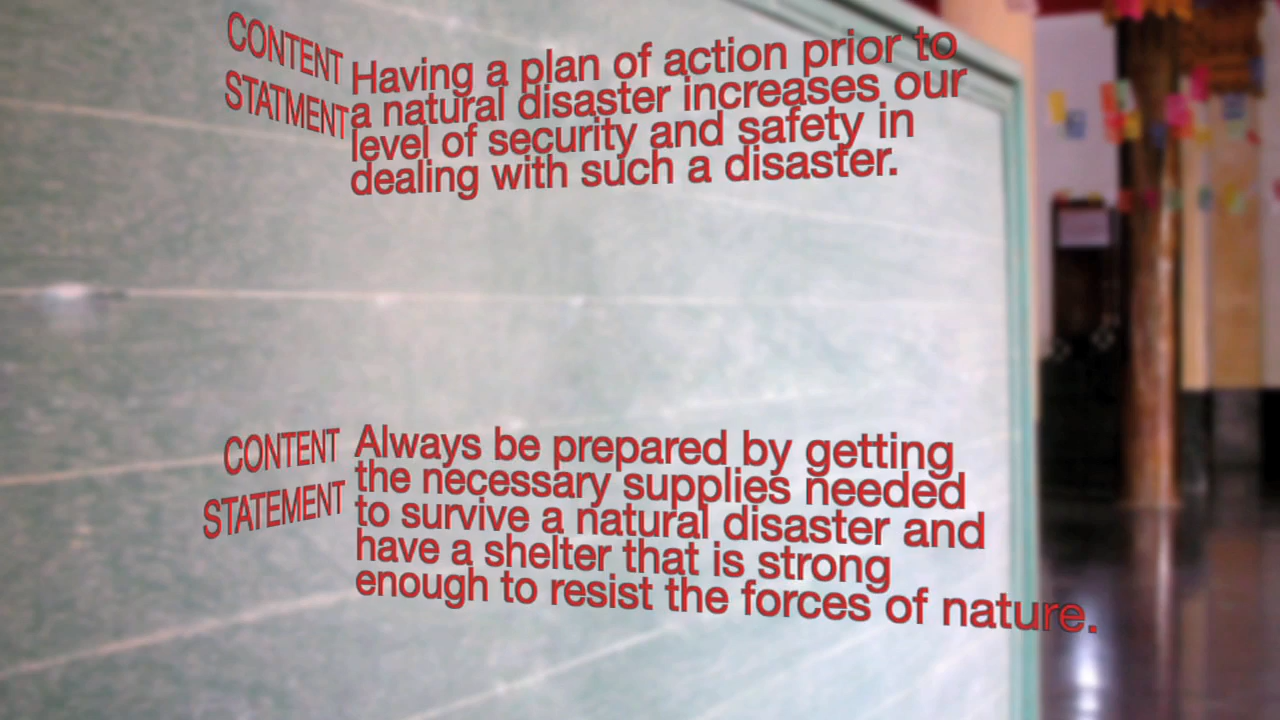 CONTENT
STATMENT
Having a plan of action prior to
a natural disaster increases our
level of security and safety in
dealing with such a disaster.
CONTENT
STATEMENT
Always be prepared by getting
the necessary supplies needed
to survive a natural disaster and
have a shelter that is strong
enough to resist the forces of nature.